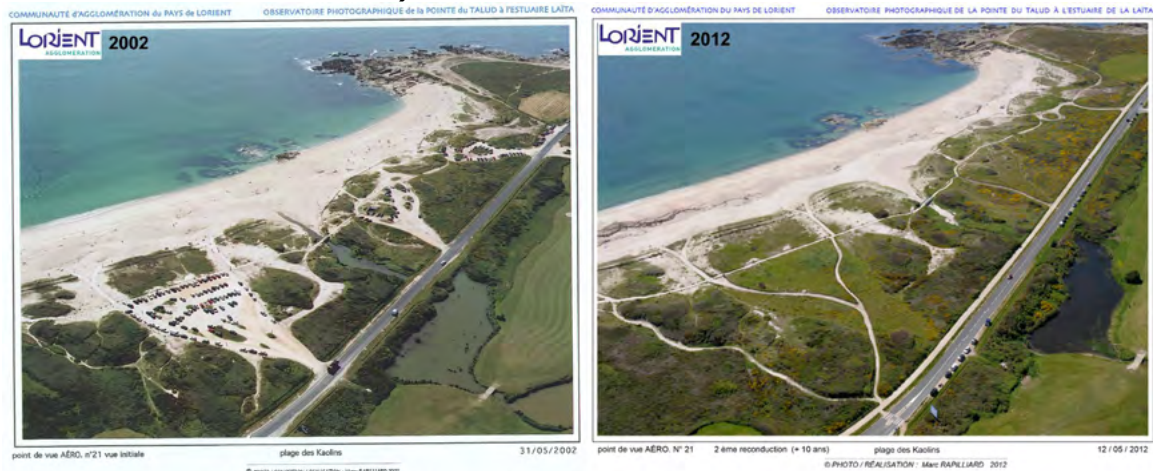 COMMUNAUTÉ D'AGGLOMÉRATION du PAYS de LORIENT
OBSERVATOIRE PHOTOGRAPHIQUE de la POINTE du TALUD à l'ESTUAIRE LAÏTA
LORIENT
AGGLOMÉRATION
2002
point de vue AÉRO. n°21 vue initiale
plage des Kaolins
31/05/2002
COMMUNAUTÉ D'AGGLOMÉRATION DU PAYS DE LORIENT
OBSERVATOIRE PHOTOGRAPHIQUE DE LA POINTE DU TALUD À L'ESTUAIRE DE LA LAÏTA
LORIENT
AGGLOMÉRATION
2012
point de vue AÉRO. N° 21
2 ème reconduction (+ 10 ans)
plage des Kaolins
12 / 05 / 2012
© PHOTO / RÉALISATION : Marc RAPILLIARD 2012